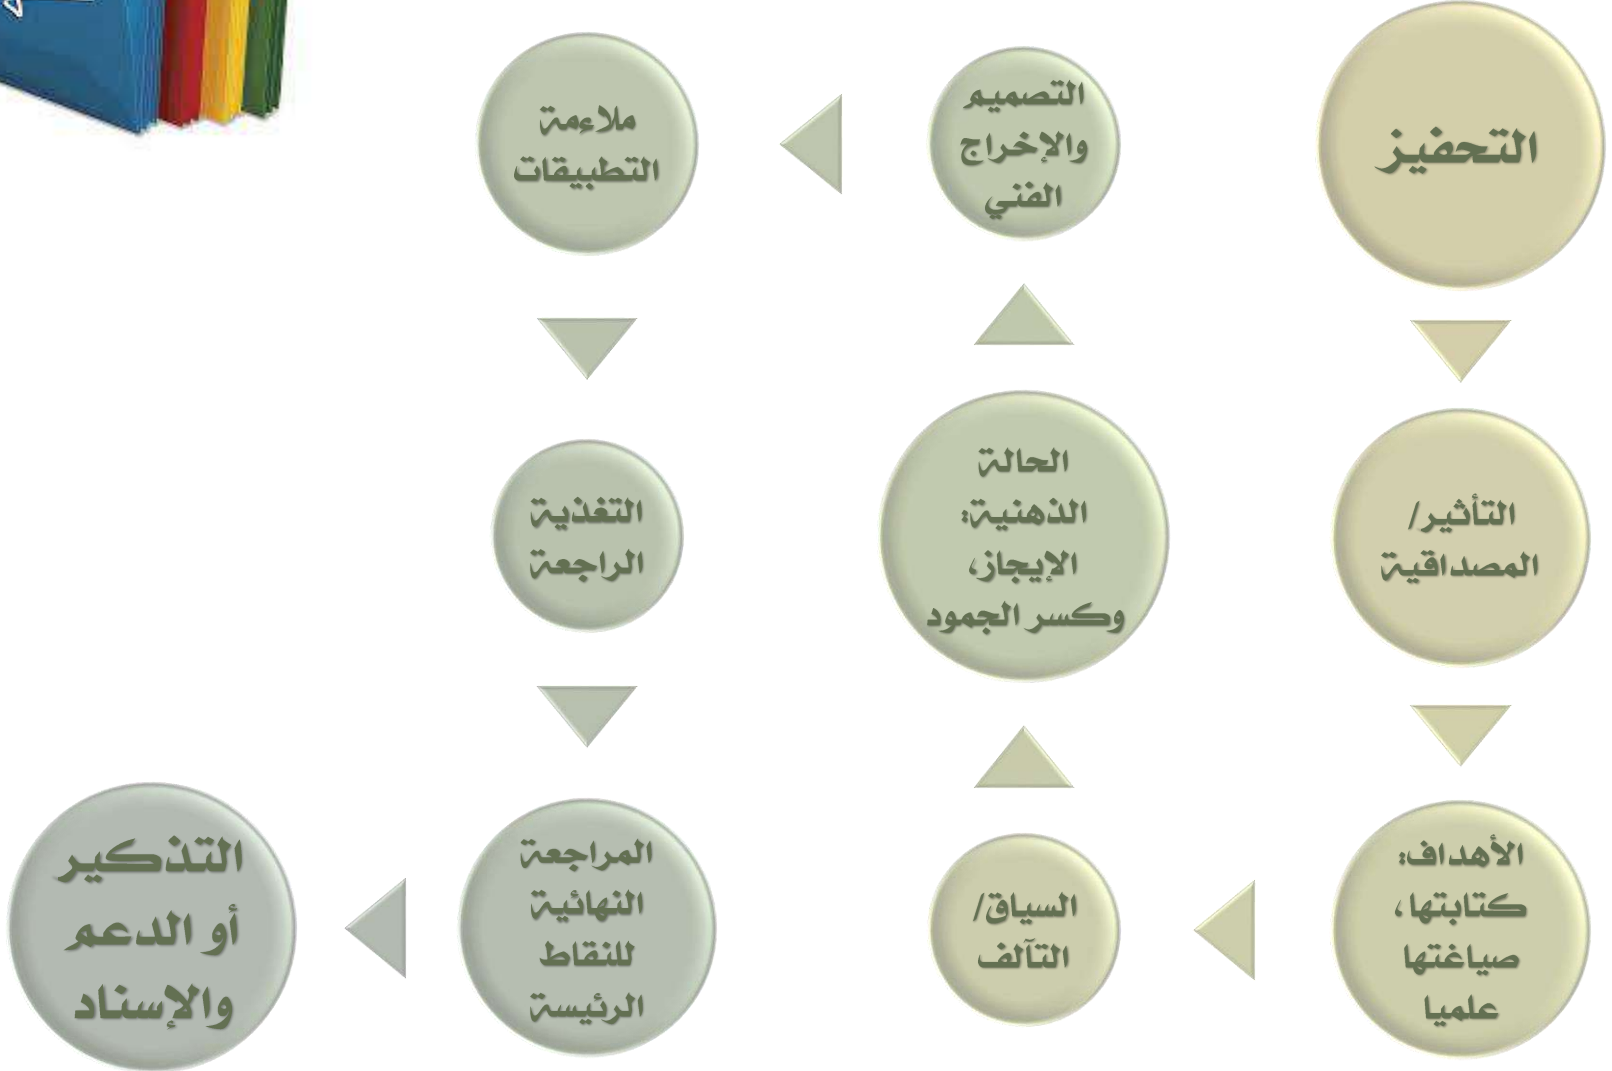 التحفيز
التأثير/
المصداقية
الأهداف:
كتابتها،
صياغتها
علميا
السياق/
التآلف
الحالة
الذهنية:
الإيجاز،
وكسر الجمود
التصميم
والإخراج
الفني
ملاءمة
التطبيقات
التغذية
الراجعة
المراجعة
النهائية
للنقاط
الرئيسة
التذكير
أو الدعم
والإسناد